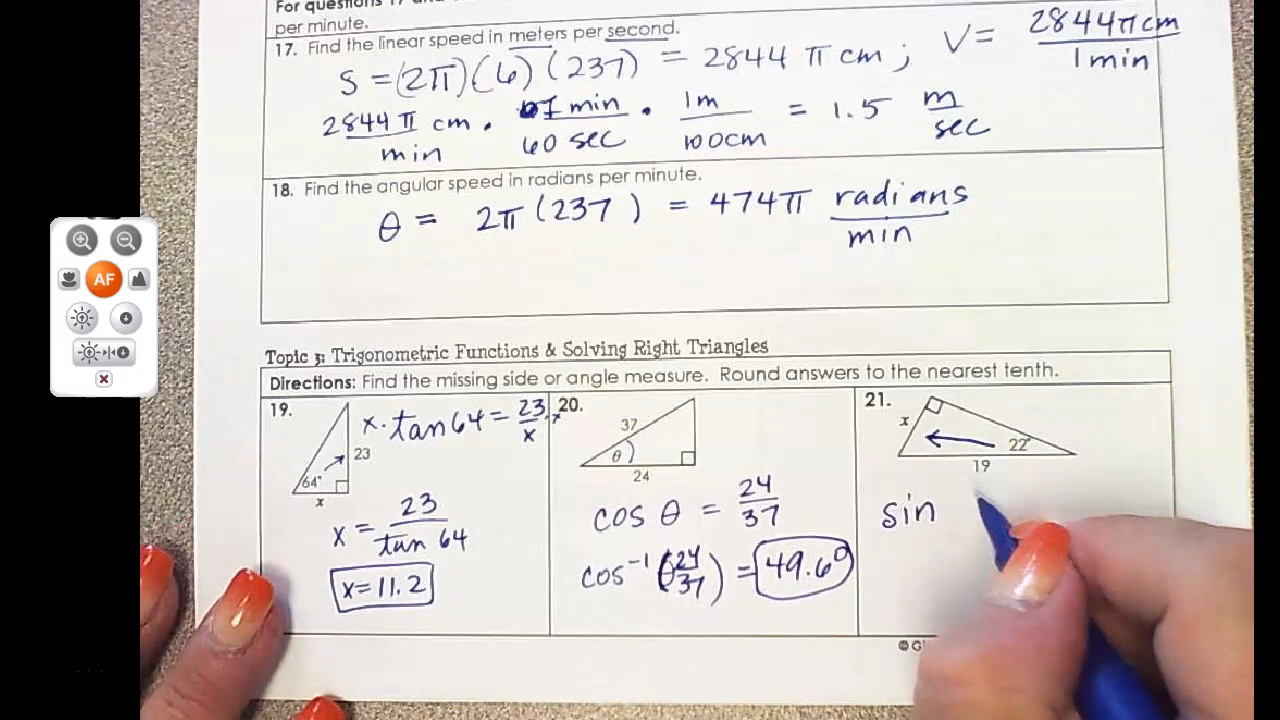 For questions 17 and
per minute.
17. Find the linear speed in meters per second.
S = (2π)(6)(237) = 2844 π cm; V = 2844π cm / 1 min
2844 π cm / min · 1 min / 60 sec · 1m / 100cm = 1.5 m / sec
18. Find the angular speed in radians per minute.
θ = 2π (237) = 474π radians / min
AF
Topic 3: Trigonometric Functions & Solving Right Triangles
Directions: Find the missing side or angle measure. Round answers to the nearest tenth.
19.
64°
23
x
x · tan 64 = 23 / x · x
x = 23 / tan 64
x = 11.2
20.
37
θ
24
cos θ = 24 / 37
cos⁻¹ (24 / 37) = 49.6°
21.
x
22°
19
sin